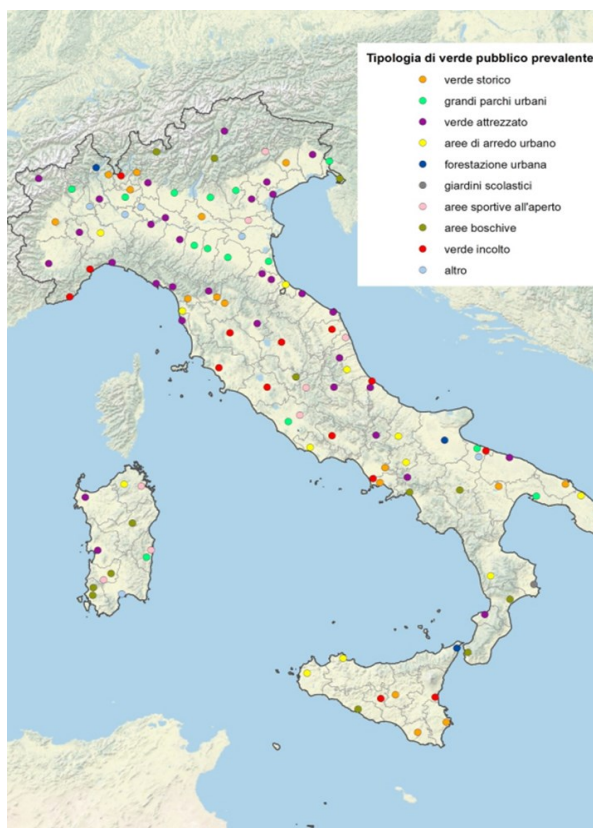 Tipologia di verde pubblico prevalente
verde storico
grandi parchi urbani
verde attrezzato
aree di arredo urbano
forestazione urbana
giardini scolastici
aree sportive all'aperto
aree boschive
verde incolto
altro